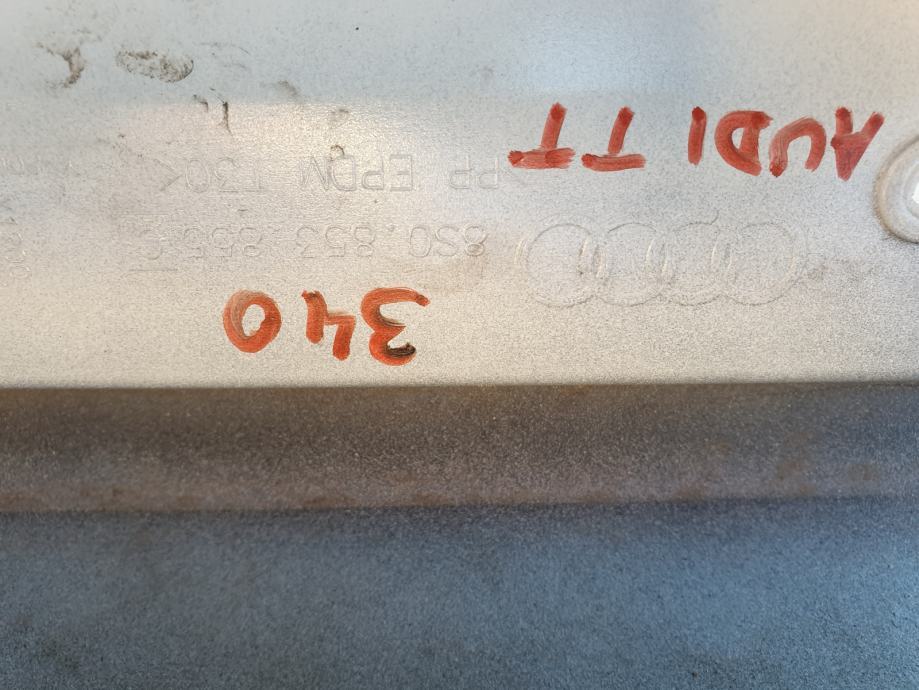 340
8S0.853.855.C
>PP EPDM T30<
AUDI TT